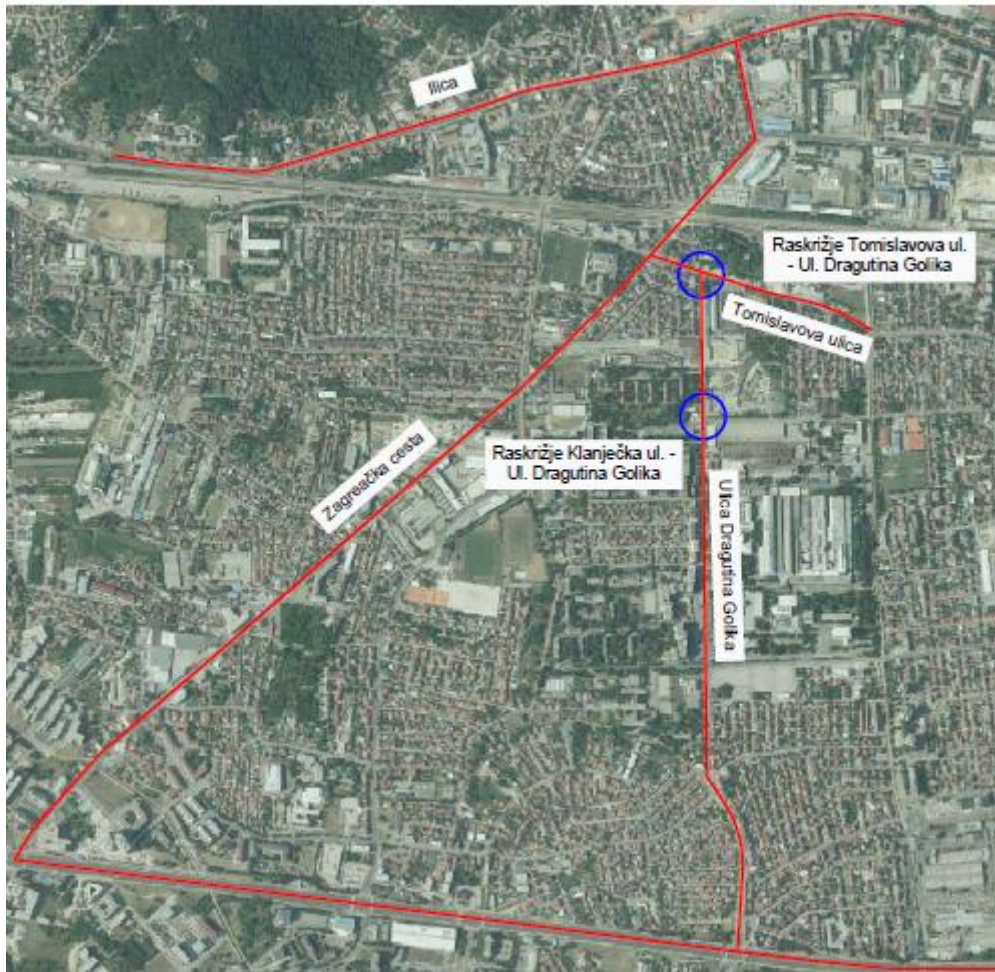 Ilica
Raskrižje Tomislavova ul.
- Ul. Dragutina Golika
Tomislavova ulica
Raskrižje Klanječka ul. -
Ul. Dragutina Golika
Zagreačka cesta
Ulica Dragutina Golika